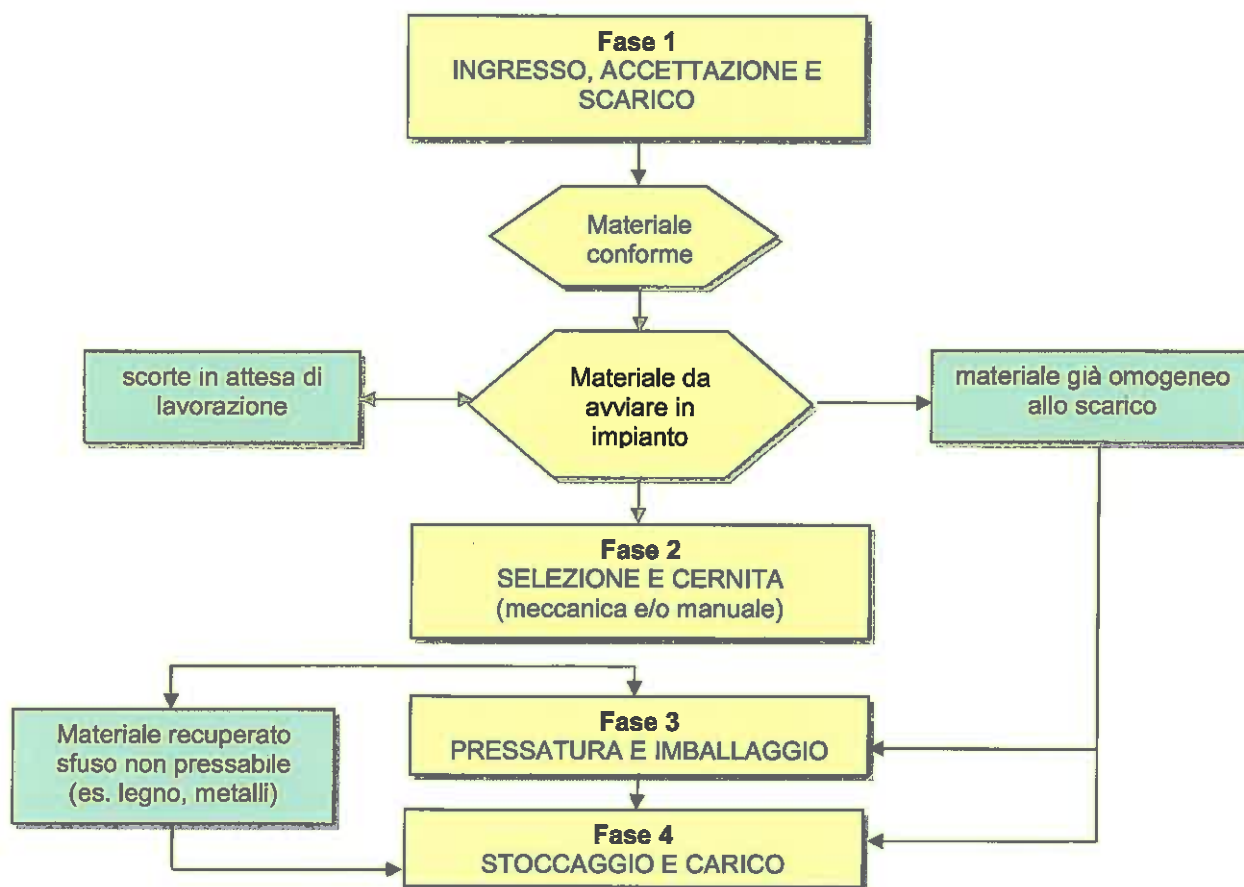 Fase 1
INGRESSO, ACCETTAZIONE E
SCARICO
Materiale
conforme
scorte in attesa di
lavorazione
Materiale da
avviare in
impianto
materiale già omogeneo
allo scarico
Fase 2
SELEZIONE E CERNITA
(meccanica e/o manuale)
Materiale recuperato
sfuso non pressabile
(es. legno, metalli)
Fase 3
PRESSATURA E IMBALLAGGIO
Fase 4
STOCCAGGIO E CARICO